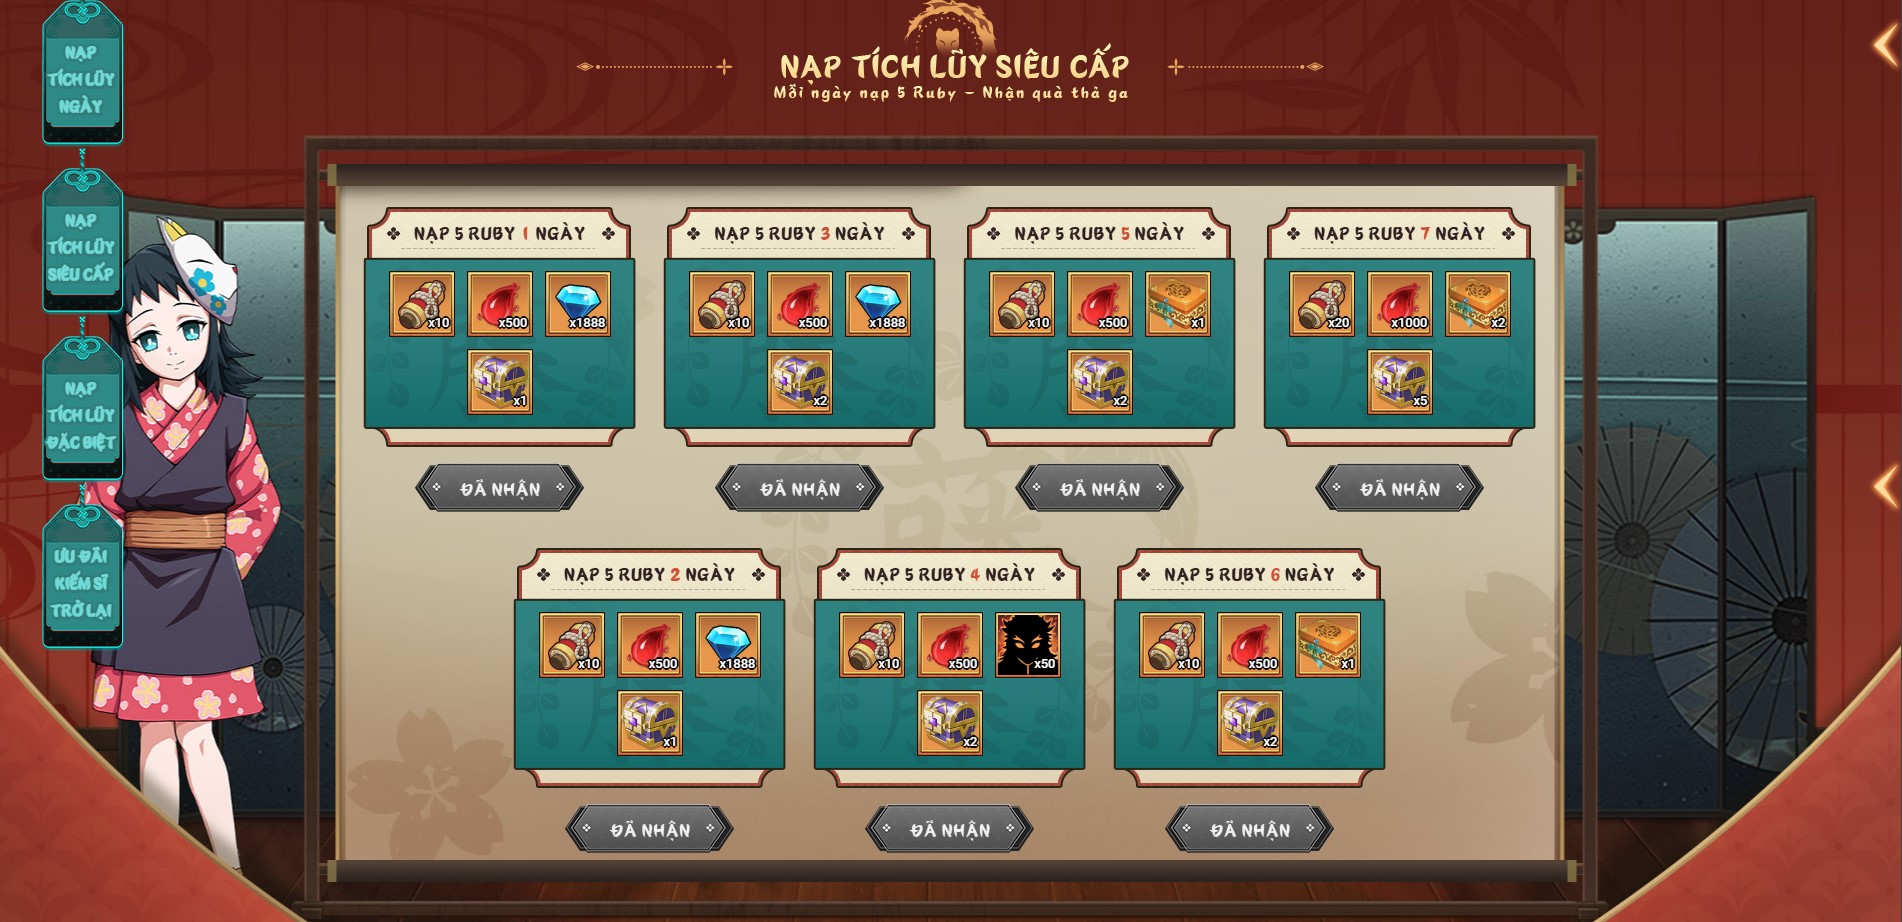 NẠP
TÍCH LŨY
NGÀY
NẠP
TÍCH LŨY
SIÊU CẤP
NẠP
TÍCH LŨY
ĐẶC BIỆT
ƯU ĐÃI
KIẾM SĨ
TRỞ LẠI
NẠP TÍCH LŨY SIÊU CẤP
Mỗi ngày nạp 5 Ruby - Nhận quà thả ga
NẠP 5 RUBY 1 NGÀY
x10 x500 x1888
x1
ĐÃ NHẬN
NẠP 5 RUBY 3 NGÀY
x10 x500 x1888
x2
ĐÃ NHẬN
NẠP 5 RUBY 5 NGÀY
x10 x500 x1
x2
ĐÃ NHẬN
NẠP 5 RUBY 7 NGÀY
x20 x1000 x2
x5
ĐÃ NHẬN
NẠP 5 RUBY 2 NGÀY
x10 x500 x1888
x1
ĐÃ NHẬN
NẠP 5 RUBY 4 NGÀY
x10 x500 x50
x2
ĐÃ NHẬN
NẠP 5 RUBY 6 NGÀY
x10 x500 x1
x2
ĐÃ NHẬN